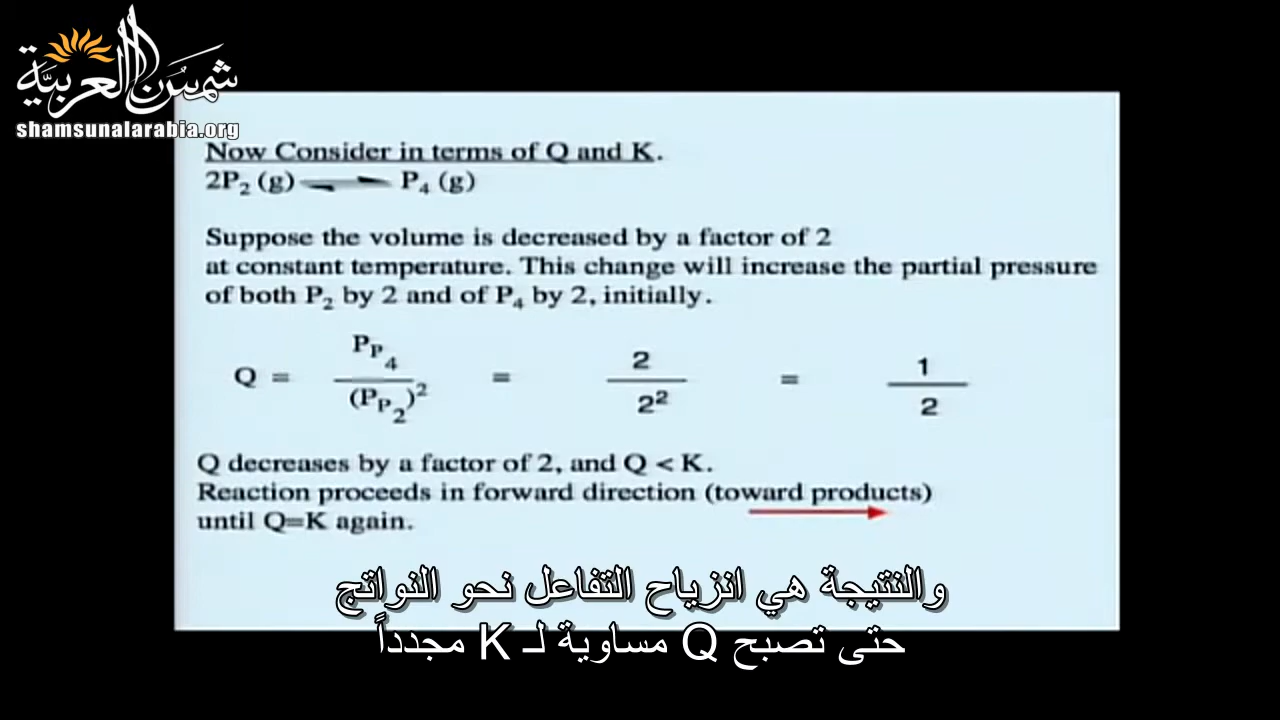 شمس العربية
shamsunalarabia.org
Now Consider in terms of Q and K.
2P₂ (g) ⇌ P₄ (g)
Suppose the volume is decreased by a factor of 2
at constant temperature. This change will increase the partial pressure
of both P₂ by 2 and of P₄ by 2, initially.
Q = P_P₄ / (P_P₂)² = 2 / 2² = 1 / 2
Q decreases by a factor of 2, and Q < K.
Reaction proceeds in forward direction (toward products)
until Q=K again.
والنتيجة هي انزياح التفاعل نحو النواتج
حتى تصبح Q مساوية لـ K مجدداً